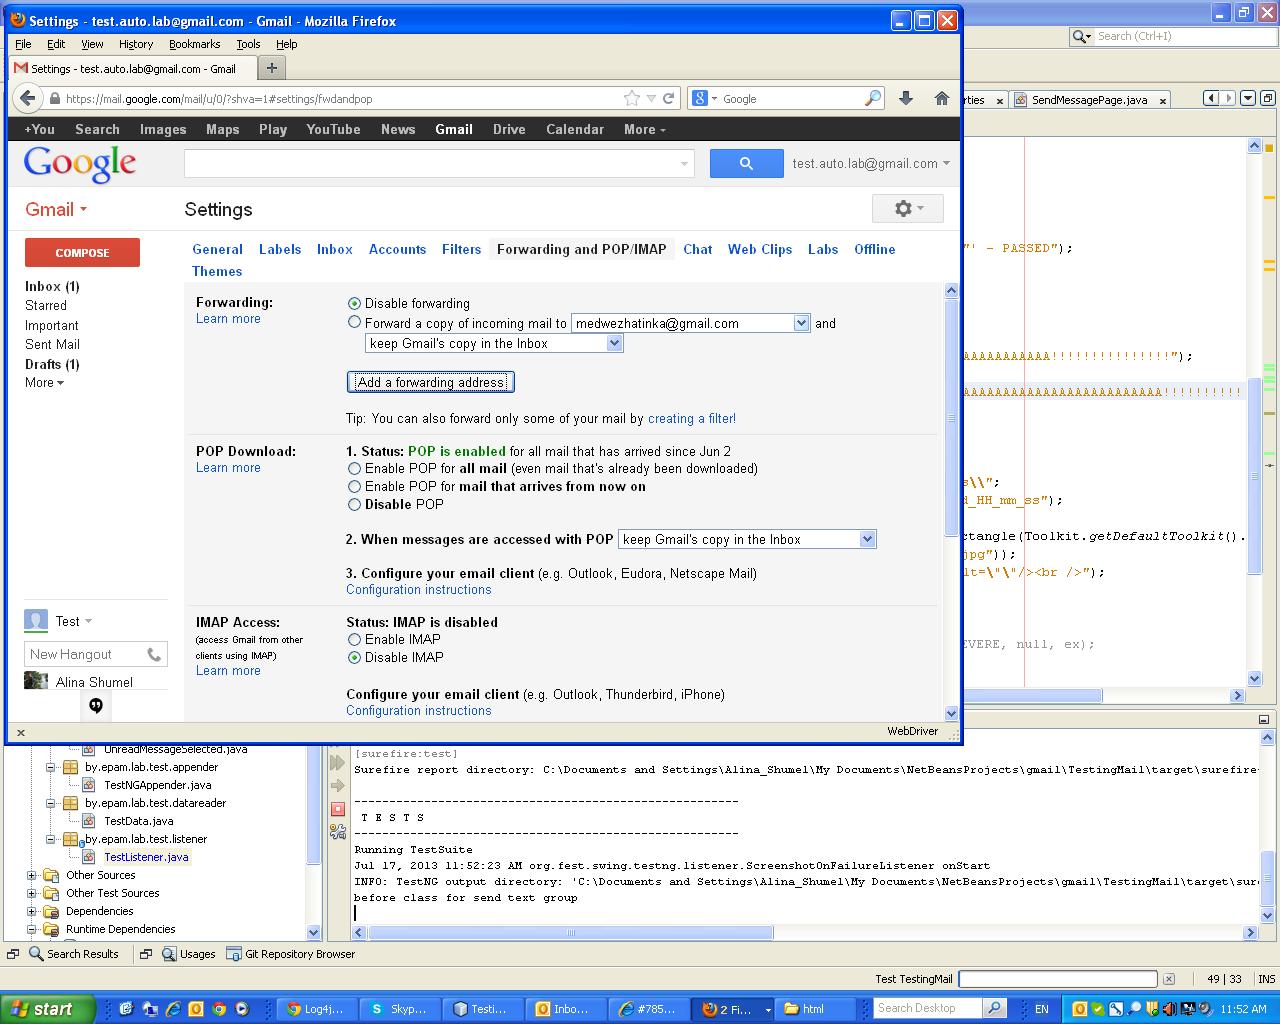 Settings - test.auto.lab@gmail.com - Gmail - Mozilla Firefox
File Edit View History Bookmarks Tools Help
Settings - test.auto.lab@gmail.com - Gmail
https://mail.google.com/mail/u/0/?shva=1#settings/fwdandpop
Google
Search (Ctrl+I)
rties
SendMessagePage.java
+You Search Images Maps Play YouTube News Gmail Drive Calendar More
Google
test.auto.lab@gmail.com
Gmail
Settings
COMPOSE
Inbox (1)
Starred
Important
Sent Mail
Drafts (1)
More
General Labels Inbox Accounts Filters Forwarding and POP/IMAP Chat Web Clips Labs Offline
Themes
Forwarding:
Learn more
Disable forwarding
Forward a copy of incoming mail to medwezhatinka@gmail.com and
keep Gmail's copy in the Inbox
Add a forwarding address
Tip: You can also forward only some of your mail by creating a filter!
POP Download:
Learn more
1. Status: POP is enabled for all mail that has arrived since Jun 2
Enable POP for all mail (even mail that's already been downloaded)
Enable POP for mail that arrives from now on
Disable POP
2. When messages are accessed with POP keep Gmail's copy in the Inbox
3. Configure your email client (e.g. Outlook, Eudora, Netscape Mail)
Configuration instructions
IMAP Access:
(access Gmail from other
clients using IMAP)
Learn more
Status: IMAP is disabled
Enable IMAP
Disable IMAP
Configure your email client (e.g. Outlook, Thunderbird, iPhone)
Configuration instructions
Test
New Hangout
Alina Shumel
WebDriver
"' - PASSED");
s\\";
d_HH_mm_ss");
ctangle(Toolkit.getDefaultToolkit().
jpg"));
lt=\"\"/><br />");
EVERE, null, ex);
UnreadMessageSelected.java
by.epam.lab.test.appender
TestNGAppender.java
by.epam.lab.test.datareader
TestData.java
by.epam.lab.test.listener
TestListener.java
Other Sources
Other Test Sources
Dependencies
Runtime Dependencies
[surefire:test]
Surefire report directory: C:\Documents and Settings\Alina_Shumel\My Documents\NetBeansProjects\gmail\TestingMail\target\surefire
-------------------------------------------------------
T E S T S
-------------------------------------------------------
Running TestSuite
Jul 17, 2013 11:52:23 AM org.fest.swing.testng.listener.ScreenshotOnFailureListener onStart
INFO: TestNG output directory: 'C:\Documents and Settings\Alina_Shumel\My Documents\NetBeansProjects\gmail\TestingMail\target\sure
before class for send text group
Search Results Usages Git Repository Browser
Test TestingMail 49 | 33 INS
start Log4j... Skyp... Testi... Inbo... #785... 2 Fi... html Search Desktop EN 11:52 AM